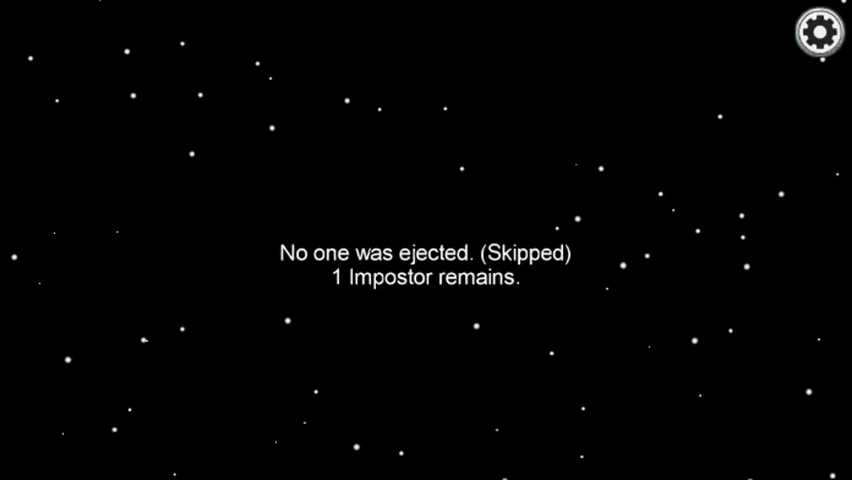 No one was ejected. (Skipped)
1 Impostor remains.